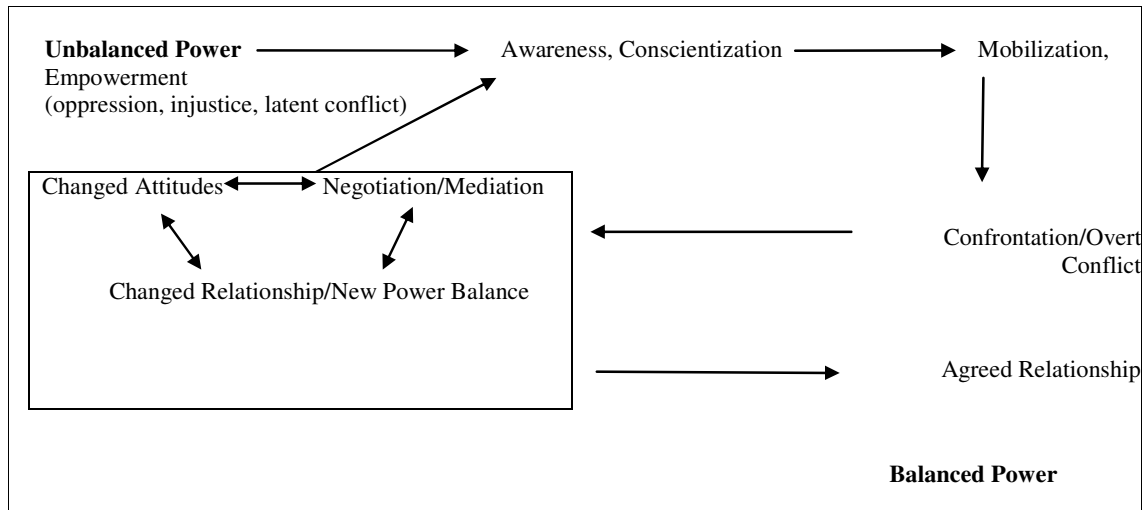 Unbalanced Power
Awareness, Conscientization
Mobilization,
Empowerment
(oppression, injustice, latent conflict)
Changed Attitudes
Negotiation/Mediation
Confrontation/Overt
Conflict
Changed Relationship/New Power Balance
Agreed Relationship
Balanced Power